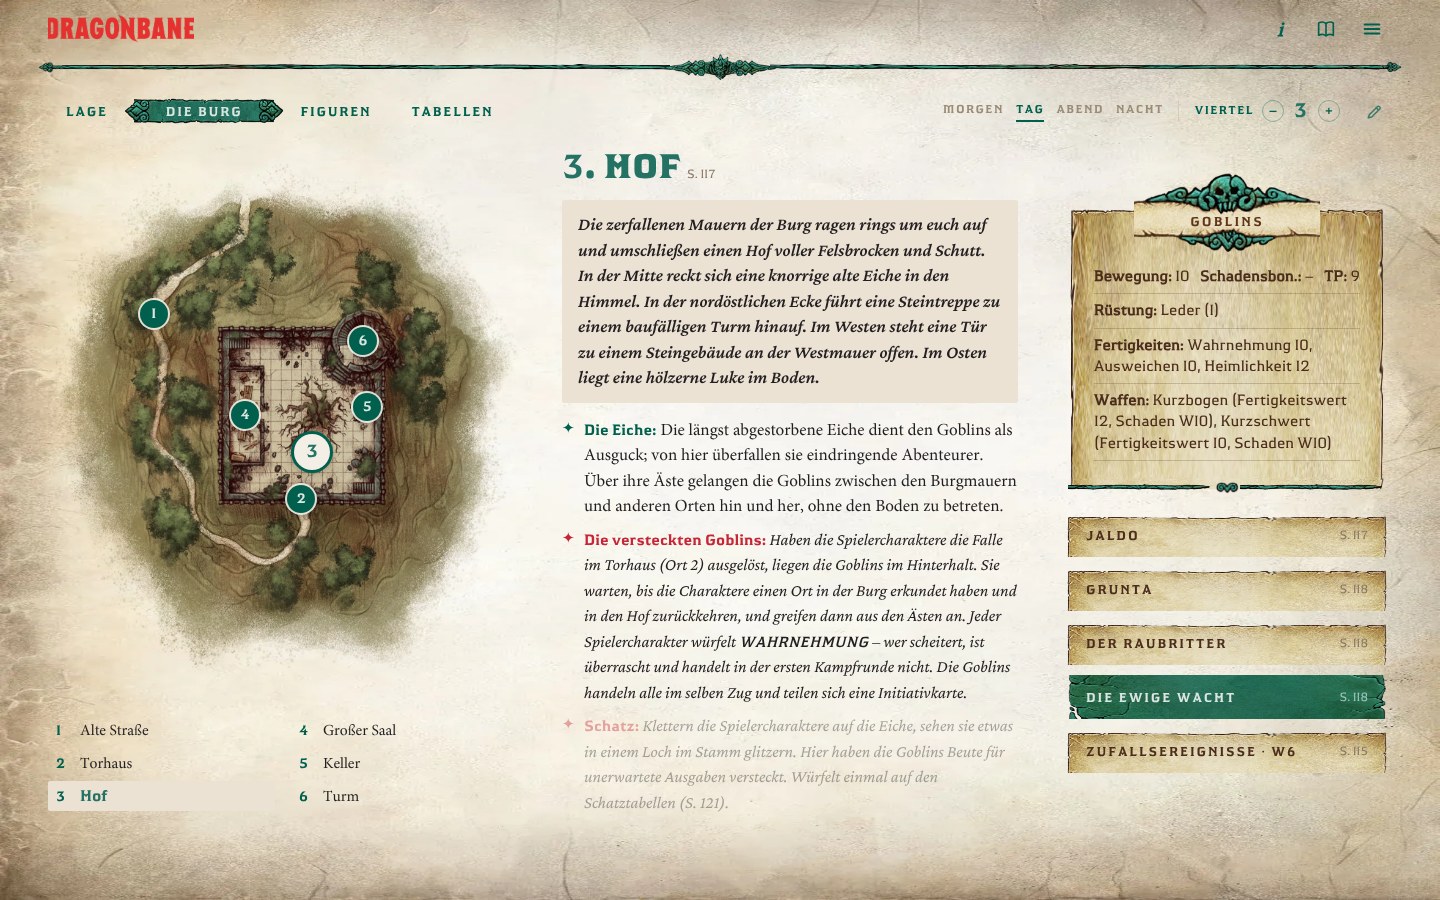 DRAGONBANE
i
LAGE
DIE BURG
FIGUREN
TABELLEN
MORGEN TAG ABEND NACHT
VIERTEL − 3 +
1
6
5
4
3
2
1 Alte Straße
2 Torhaus
3 Hof
4 Großer Saal
5 Keller
6 Turm
3. HOF S. 117
Die zerfallenen Mauern der Burg ragen rings um euch auf
und umschließen einen Hof voller Felsbrocken und Schutt.
In der Mitte reckt sich eine knorrige alte Eiche in den
Himmel. In der nordöstlichen Ecke führt eine Steintreppe zu
einem baufälligen Turm hinauf. Im Westen steht eine Tür
zu einem Steingebäude an der Westmauer offen. Im Osten
liegt eine hölzerne Luke im Boden.
Die Eiche: Die längst abgestorbene Eiche dient den Goblins als
Ausguck; von hier überfallen sie eindringende Abenteurer.
Über ihre Äste gelangen die Goblins zwischen den Burgmauern
und anderen Orten hin und her, ohne den Boden zu betreten.
Die versteckten Goblins: Haben die Spielercharaktere die Falle
im Torhaus (Ort 2) ausgelöst, liegen die Goblins im Hinterhalt. Sie
warten, bis die Charaktere einen Ort in der Burg erkundet haben und
in den Hof zurückkehren, und greifen dann aus den Ästen an. Jeder
Spielercharakter würfelt WAHRNEHMUNG – wer scheitert, ist
überrascht und handelt in der ersten Kampfrunde nicht. Die Goblins
handeln alle im selben Zug und teilen sich eine Initiativkarte.
Schatz: Klettern die Spielercharaktere auf die Eiche, sehen sie etwas
in einem Loch im Stamm glitzern. Hier haben die Goblins Beute für
unerwartete Ausgaben versteckt. Würfelt einmal auf den
Schatztabellen (S. 121).
GOBLINS
Bewegung: 10 Schadensbon.: – TP: 9
Rüstung: Leder (1)
Fertigkeiten: Wahrnehmung 10,
Ausweichen 10, Heimlichkeit 12
Waffen: Kurzbogen (Fertigkeitswert
12, Schaden W10), Kurzschwert
(Fertigkeitswert 10, Schaden W10)
JALDO S. 117
GRUNTA S. 118
DER RAUBRITTER S. 118
DIE EWIGE WACHT S. 118
ZUFALLSEREIGNISSE · W6 S. 115